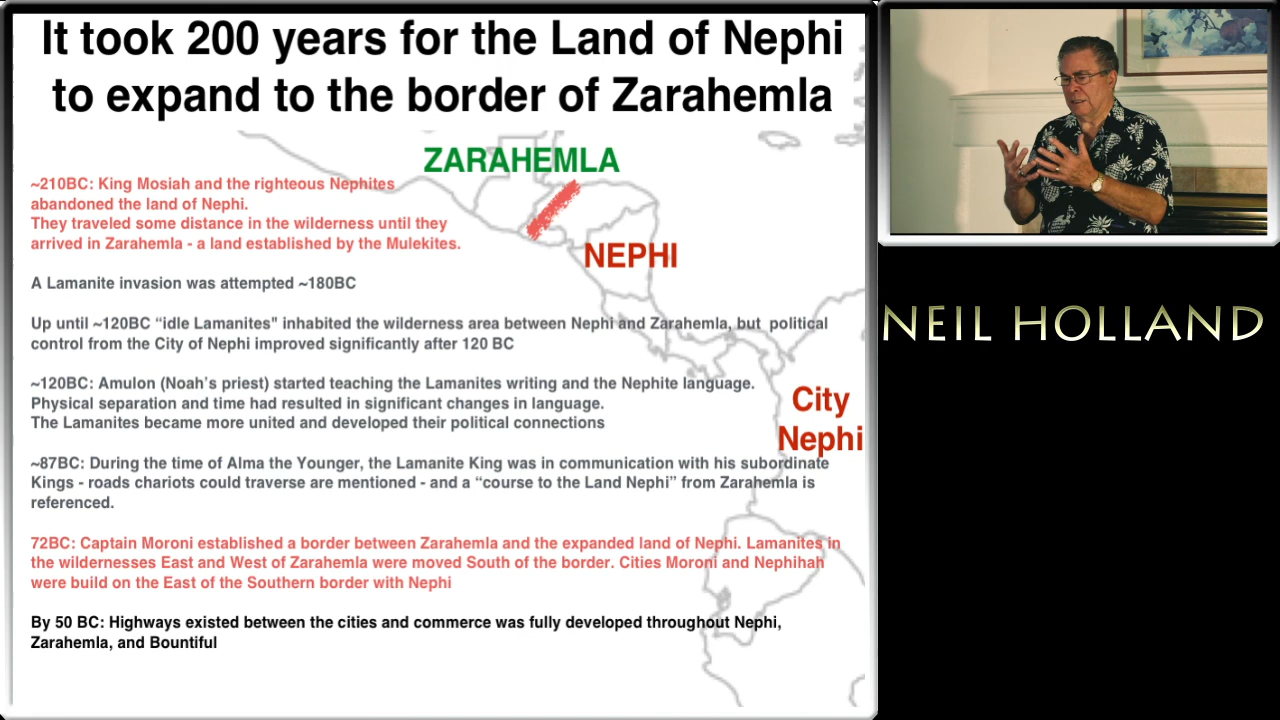 It took 200 years for the Land of Nephi
to expand to the border of Zarahemla
ZARAHEMLA
~210BC: King Mosiah and the righteous Nephites
abandoned the land of Nephi.
They traveled some distance in the wilderness until they
arrived in Zarahemla - a land established by the Mulekites.
NEPHI
A Lamanite invasion was attempted ~180BC
Up until ~120BC “idle Lamanites" inhabited the wilderness area between Nephi and Zarahemla, but political
control from the City of Nephi improved significantly after 120 BC
~120BC: Amulon (Noah’s priest) started teaching the Lamanites writing and the Nephite language.
Physical separation and time had resulted in significant changes in language.
The Lamanites became more united and developed their political connections
City
Nephi
~87BC: During the time of Alma the Younger, the Lamanite King was in communication with his subordinate
Kings - roads chariots could traverse are mentioned - and a “course to the Land Nephi” from Zarahemla is
referenced.
72BC: Captain Moroni established a border between Zarahemla and the expanded land of Nephi. Lamanites in
the wildernesses East and West of Zarahemla were moved South of the border. Cities Moroni and Nephihah
were build on the East of the Southern border with Nephi
By 50 BC: Highways existed between the cities and commerce was fully developed throughout Nephi,
Zarahemla, and Bountiful
NEIL HOLLAND